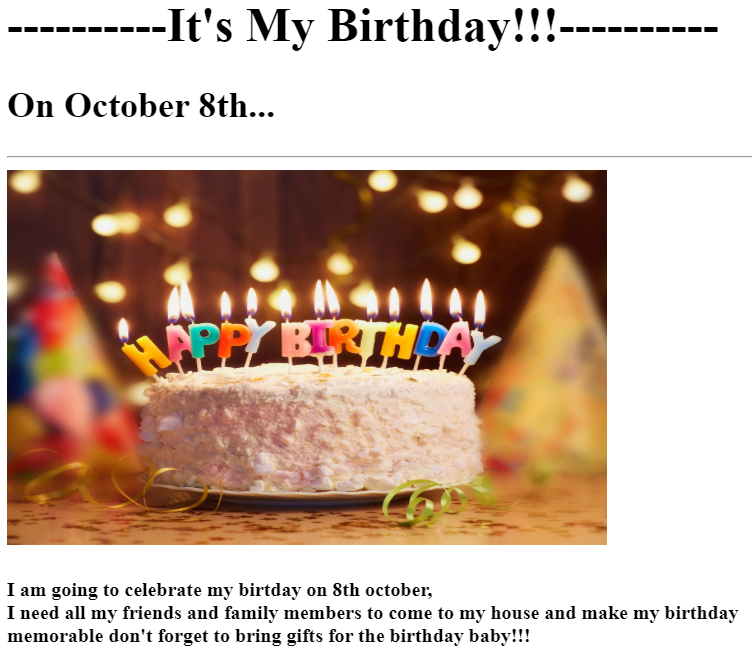 ----------It's My Birthday!!!----------
On October 8th...
HAPPY BIRTHDAY
I am going to celebrate my birtday on 8th october,
I need all my friends and family members to come to my house and make my birthday
memorable don't forget to bring gifts for the birthday baby!!!